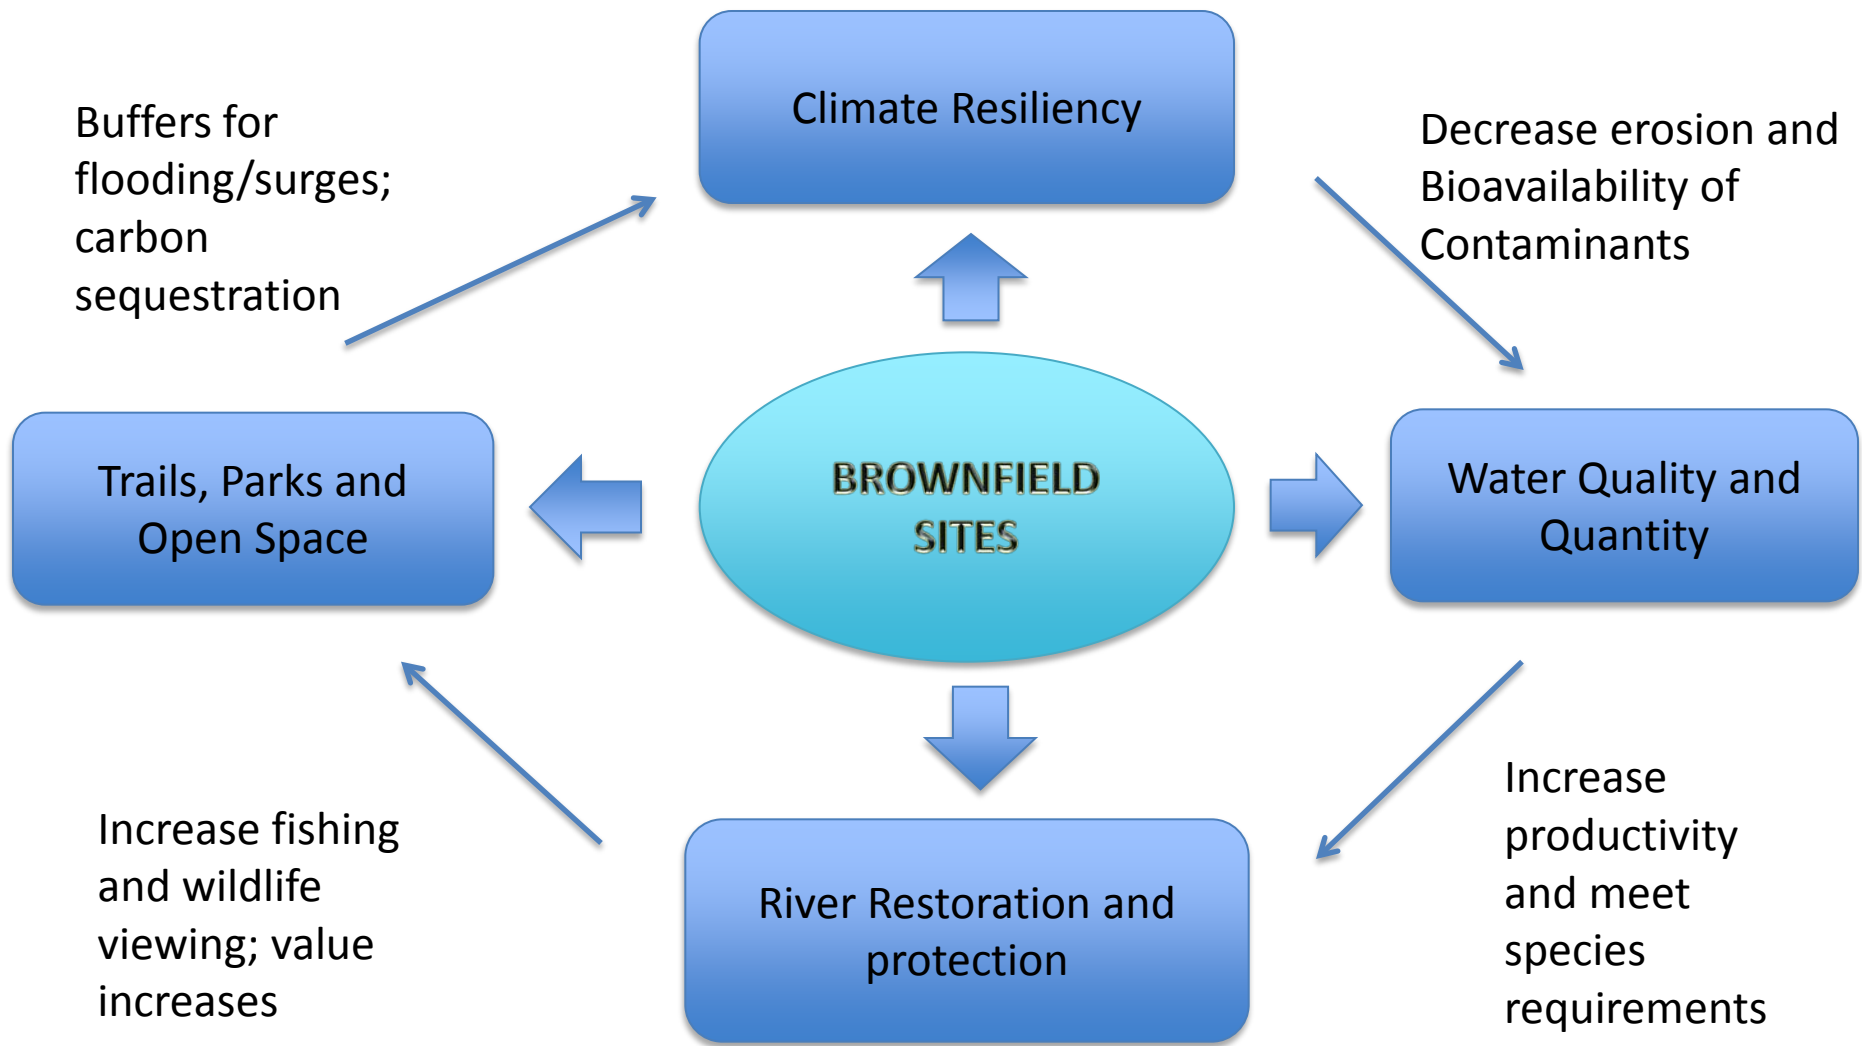 Climate Resiliency
Buffers for
flooding/surges;
carbon
sequestration
Decrease erosion and
Bioavailability of
Contaminants
Trails, Parks and
Open Space
BROWNFIELD
SITES
Water Quality and
Quantity
Increase fishing
and wildlife
viewing; value
increases
River Restoration and
protection
Increase
productivity
and meet
species
requirements